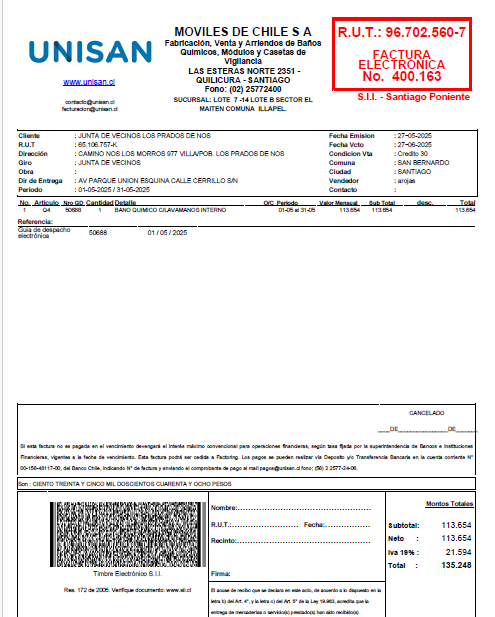 UNISAN
www.unisan.cl
contacto@unisan.cl
facturacion@unisan.cl
MOVILES DE CHILE S A
Fabricación, Venta y Arriendos de Baños
Químicos, Módulos y Casetas de
Vigilancia
LAS ESTERAS NORTE 2351 -
QUILICURA - SANTIAGO
Fono: (02) 25772400
SUCURSAL: LOTE 7 -14 LOTE B SECTOR EL
MAITEN COMUNA ILLAPEL.
R.U.T.: 96.702.560-7
FACTURA
ELECTRÓNICA
No. 400.163
S.I.I. - Santiago Poniente
Cliente : JUNTA DE VECINOS LOS PRADOS DE NOS
R.U.T : 65.106.757-K
Dirección : CAMINO NOS LOS MORROS 977 VILLA/POB. LOS PRADOS DE NOS
Giro : JUNTA DE VECINOS
Obra :
Dir de Entrega : AV PARQUE UNION ESQUINA CALLE CERRILLO S/N
Periodo : 01-05-2025 / 31-05-2025
Fecha Emision : 27-05-2025
Fecha Vcto : 27-06-2025
Condicion Vta : Credito 30
Comuna : SAN BERNARDO
Ciudad : SANTIAGO
Vendedor : arojas
Contacto :
No. Articulo Nro GD Cantidad Detalle O/C Periodo Valor Mensual Sub Total desc. Total
1 Q4 50688 1 BANO QUIMICO C/LAVAMANOS INTERNO 01-05 al 31-05 113.654 113.654 113.654
Referencia:
Guia de despacho electrónica 50688 01 / 05 / 2025
CANCELADO
____DE____________DE____
Si esta factura no es pagada en el vencimiento devengará el interés máximo convencional para operaciones financieras, según tasa fijada por la superintendencia de Bancos e Instituciones
Financieras, vigentes a la fecha de vencimiento. Esta factura podrá ser cedida a Factoring. Los pagos se pueden realizar vía Deposito y/o Transferencia Bancaria en la cuenta corriente N°
00-156-48117-00, del Banco Chile, indicando N° de factura y enviando el comprobante de pago al mail pagos@unisan.cl fono: (56) 2 2577-24-06.
Son : CIENTO TREINTA Y CINCO MIL DOSCIENTOS CUARENTA Y OCHO PESOS
Timbre Electrónico S.I.I.
Res. 172 de 2005. Verifique documento: www.sii.cl
Nombre:........................................
R.U.T.:.................... Fecha:..............
Recinto:........................................
Firma:
El acuse de recibo que se declara en este acto, de acuerdo a lo dispuesto en la
letra b) del Art. 4°, y la letra c) del Art. 5° de la Ley 19.983, acredita que la
entrega de mercaderías o servicio(s) prestado(s) han sido recibido(s)
Montos Totales
Subtotal: 113.654
Neto : 113.654
Iva 19% : 21.594
Total : 135.248